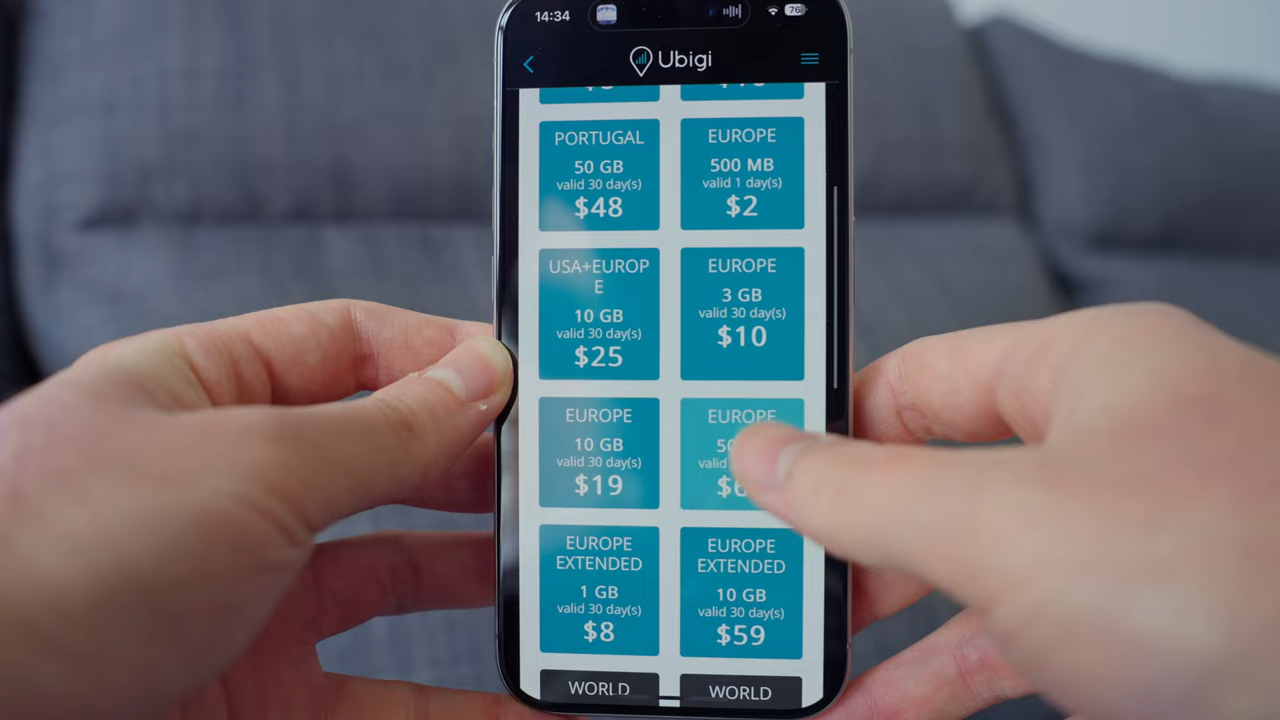 14:34
76
Ubigi
PORTUGAL
50 GB
valid 30 day(s)
$48
EUROPE
500 MB
valid 1 day(s)
$2
USA+EUROP
E
10 GB
valid 30 day(s)
$25
EUROPE
3 GB
valid 30 day(s)
$10
EUROPE
10 GB
valid 30 day(s)
$19
EUROPE
valid
EUROPE
EXTENDED
1 GB
valid 30 day(s)
$8
EUROPE
EXTENDED
10 GB
valid 30 day(s)
$59
WORLD
WORLD